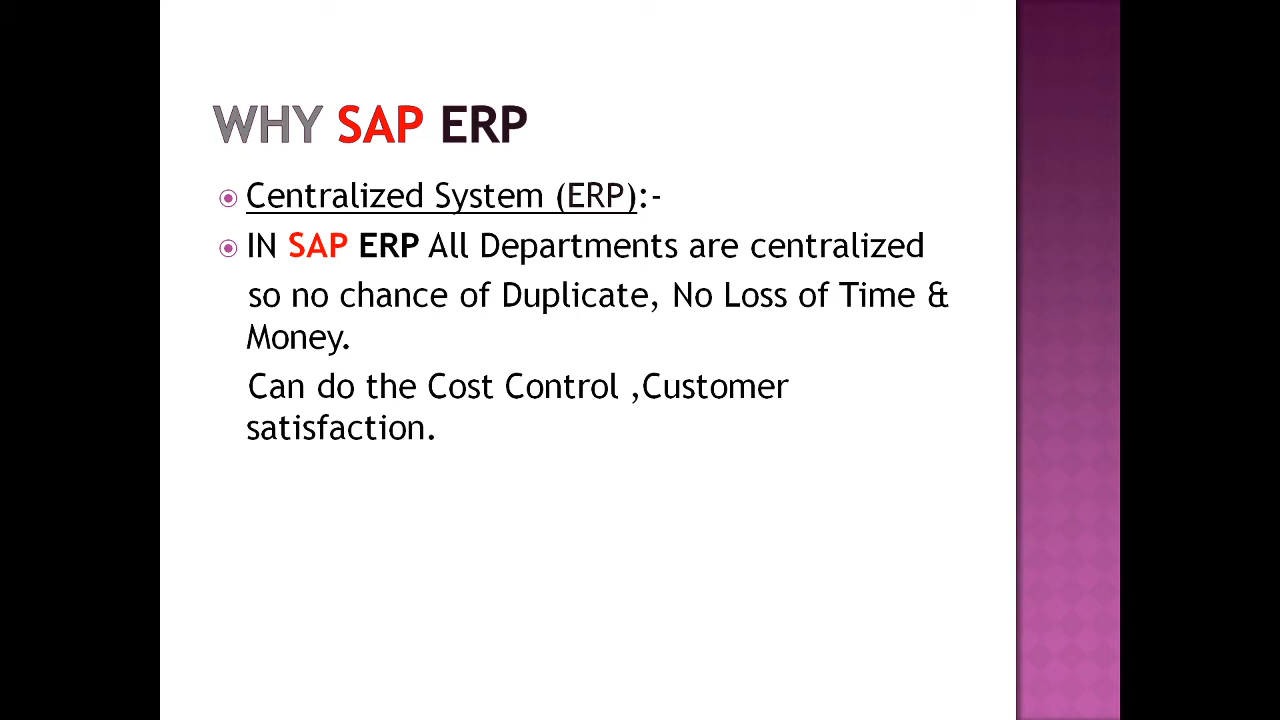 WHY SAP ERP
Centralized System (ERP):-
IN SAP ERP All Departments are centralized
so no chance of Duplicate, No Loss of Time &
Money.
Can do the Cost Control ,Customer
satisfaction.